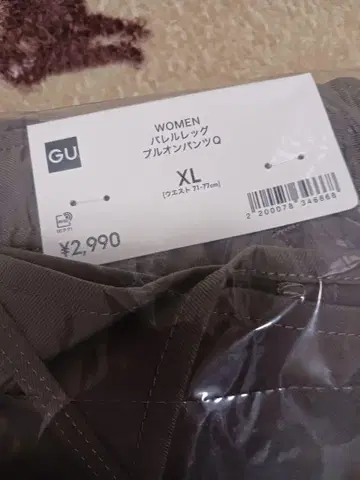 GU
WOMEN
バレルレッグ
プルオンパンツQ
XL
(ウエスト 71-77cm)
¥2,990
2 200078 346668